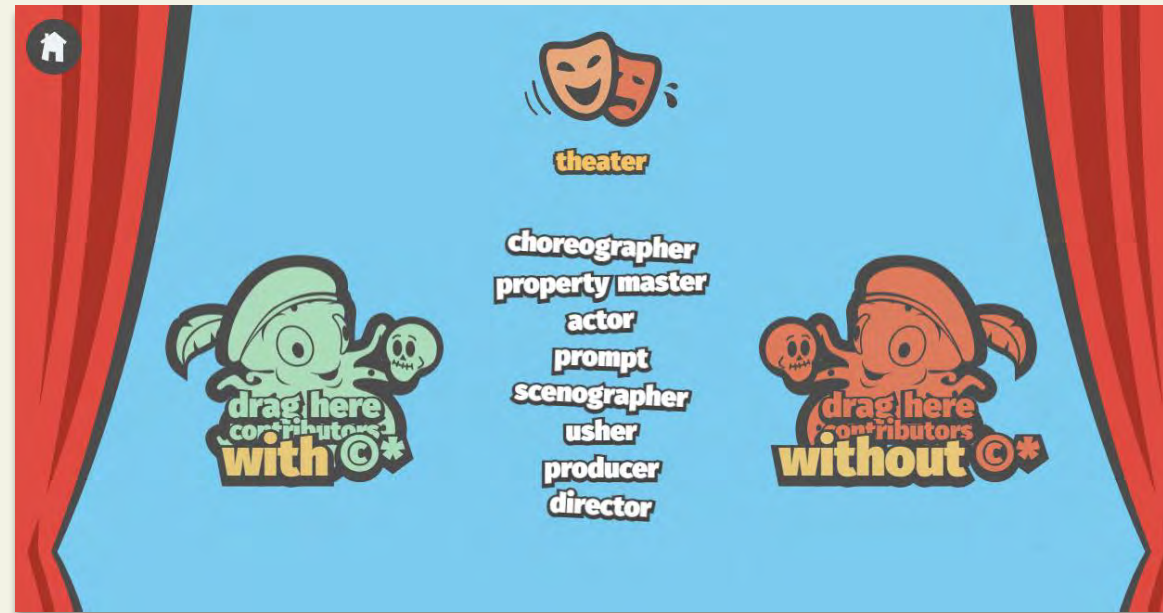 theater
choreographer
property master
actor
prompt
scenographer
usher
producer
director
drag here
contributors
with ©*
drag here
contributors
without ©*